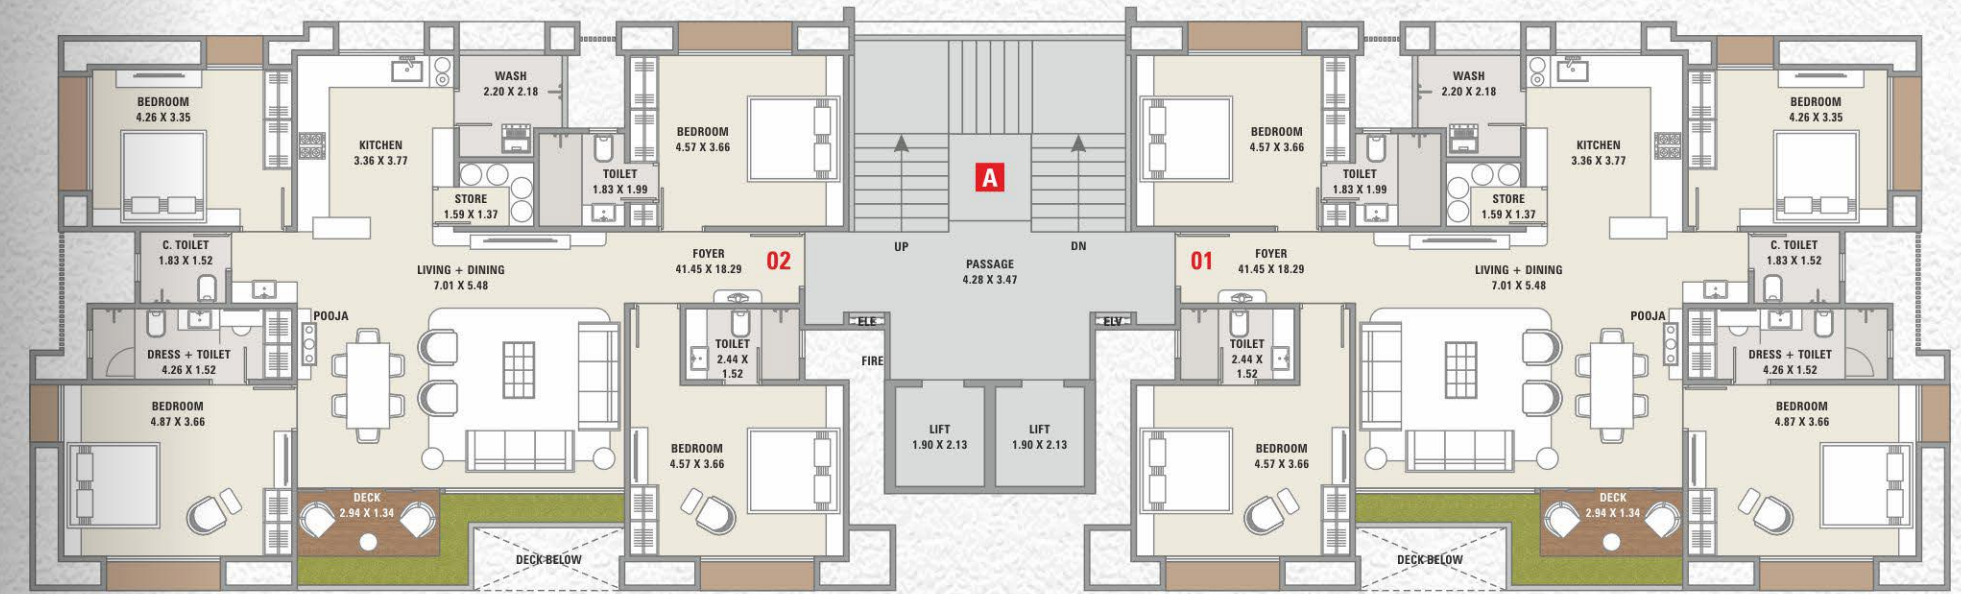 BEDROOM
4.26 X 3.35
KITCHEN
3.36 X 3.77
WASH
2.20 X 2.18
STORE
1.59 X 1.37
TOILET
1.83 X 1.99
BEDROOM
4.57 X 3.66
C. TOILET
1.83 X 1.52
LIVING + DINING
7.01 X 5.48
FOYER
41.45 X 18.29
02
POOJA
DRESS + TOILET
4.26 X 1.52
TOILET
2.44 X
1.52
BEDROOM
4.87 X 3.66
BEDROOM
4.57 X 3.66
DECK
2.94 X 1.34
DECK BELOW
A
UP
DN
PASSAGE
4.28 X 3.47
ELE
ELV
FIRE
LIFT
1.90 X 2.13
LIFT
1.90 X 2.13
BEDROOM
4.57 X 3.66
TOILET
1.83 X 1.99
WASH
2.20 X 2.18
STORE
1.59 X 1.37
KITCHEN
3.36 X 3.77
BEDROOM
4.26 X 3.35
01
FOYER
41.45 X 18.29
LIVING + DINING
7.01 X 5.48
C. TOILET
1.83 X 1.52
POOJA
TOILET
2.44 X
1.52
DRESS + TOILET
4.26 X 1.52
BEDROOM
4.57 X 3.66
BEDROOM
4.87 X 3.66
DECK
2.94 X 1.34
DECK BELOW